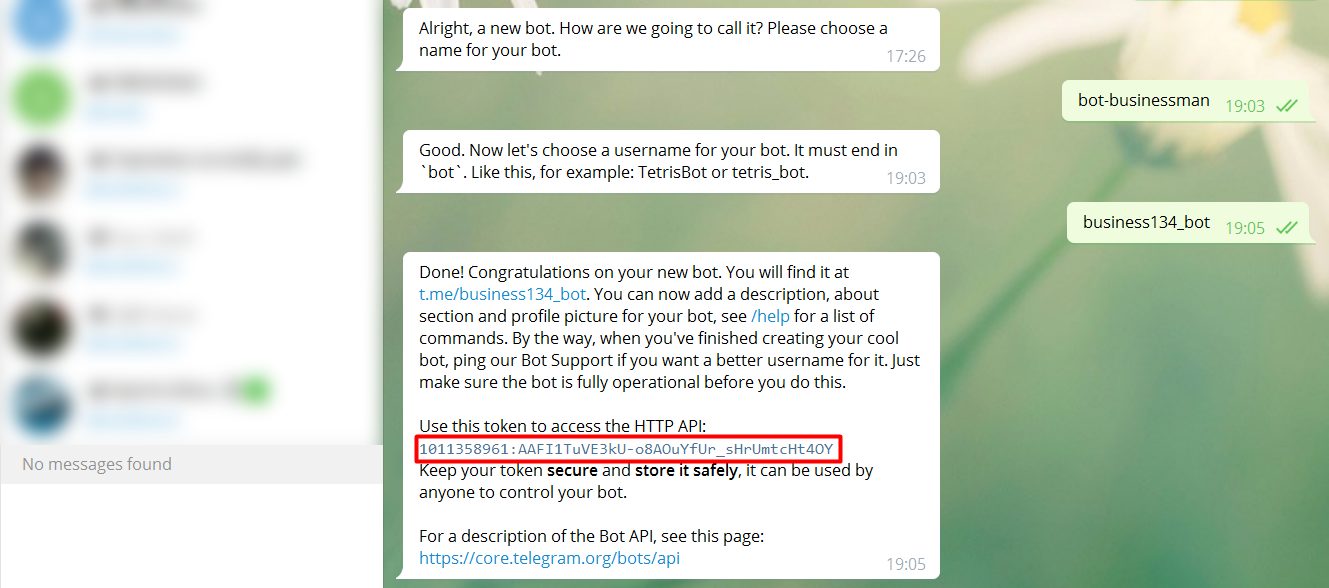 Alright, a new bot. How are we going to call it? Please choose a
name for your bot.
17:26
bot-businessman 19:03
Good. Now let's choose a username for your bot. It must end in
`bot`. Like this, for example: TetrisBot or tetris_bot.
19:03
business134_bot 19:05
Done! Congratulations on your new bot. You will find it at
t.me/business134_bot. You can now add a description, about
section and profile picture for your bot, see /help for a list of
commands. By the way, when you've finished creating your cool
bot, ping our Bot Support if you want a better username for it. Just
make sure the bot is fully operational before you do this.
Use this token to access the HTTP API:
1011358961:AAFI1TuVE3kU-o8AOuYfUr_sHrUmtcHt4OY
Keep your token secure and store it safely, it can be used by
anyone to control your bot.
For a description of the Bot API, see this page:
https://core.telegram.org/bots/api
19:05
No messages found